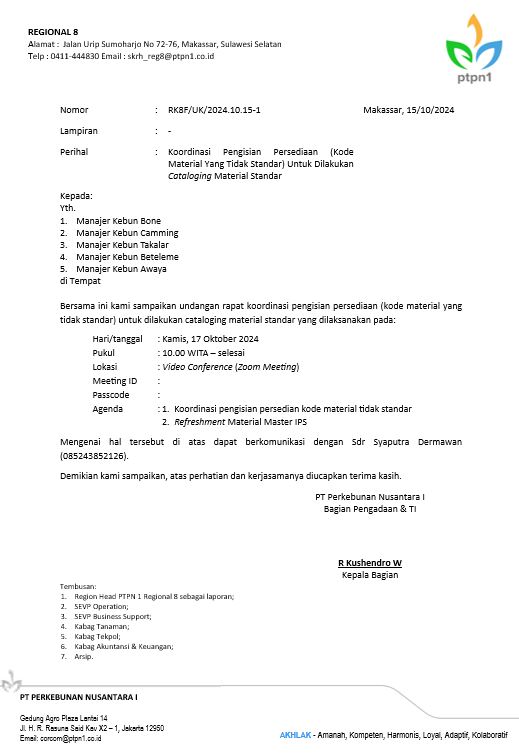 REGIONAL 8
Alamat : Jalan Urip Sumoharjo No 72-76, Makassar, Sulawesi Selatan
Telp : 0411-444830 Email : skrh_reg8@ptpn1.co.id
ptpn1
Nomor : RK8F/UK/2024.10.15-1 Makassar, 15/10/2024
Lampiran : -
Perihal : Koordinasi Pengisian Persediaan (Kode
Material Yang Tidak Standar) Untuk Dilakukan
Cataloging Material Standar
Kepada:
Yth.
1. Manajer Kebun Bone
2. Manajer Kebun Camming
3. Manajer Kebun Takalar
4. Manajer Kebun Beteleme
5. Manajer Kebun Awaya
di Tempat
Bersama ini kami sampaikan undangan rapat koordinasi pengisian persediaan (kode material yang
tidak standar) untuk dilakukan cataloging material standar yang dilaksanakan pada:
Hari/tanggal : Kamis, 17 Oktober 2024
Pukul : 10.00 WITA – selesai
Lokasi : Video Conference (Zoom Meeting)
Meeting ID :
Passcode :
Agenda : 1. Koordinasi pengisian persedian kode material tidak standar
2. Refreshment Material Master IPS
Mengenai hal tersebut di atas dapat berkomunikasi dengan Sdr Syaputra Dermawan
(085243852126).
Demikian kami sampaikan, atas perhatian dan kerjasamanya diucapkan terima kasih.
PT Perkebunan Nusantara I
Bagian Pengadaan & TI
R Kushendro W
Kepala Bagian
Tembusan:
1. Region Head PTPN 1 Regional 8 sebagai laporan;
2. SEVP Operation;
3. SEVP Business Support;
4. Kabag Tanaman;
5. Kabag Tekpol;
6. Kabag Akuntansi & Keuangan;
7. Arsip.
PT PERKEBUNAN NUSANTARA I
Gedung Agro Plaza Lantai 14
Jl. H. R. Rasuna Said Kav X2 – 1, Jakarta 12950
Email: corcom@ptpn1.co.id
AKHLAK - Amanah, Kompeten, Harmonis, Loyal, Adaptif, Kolaboratif